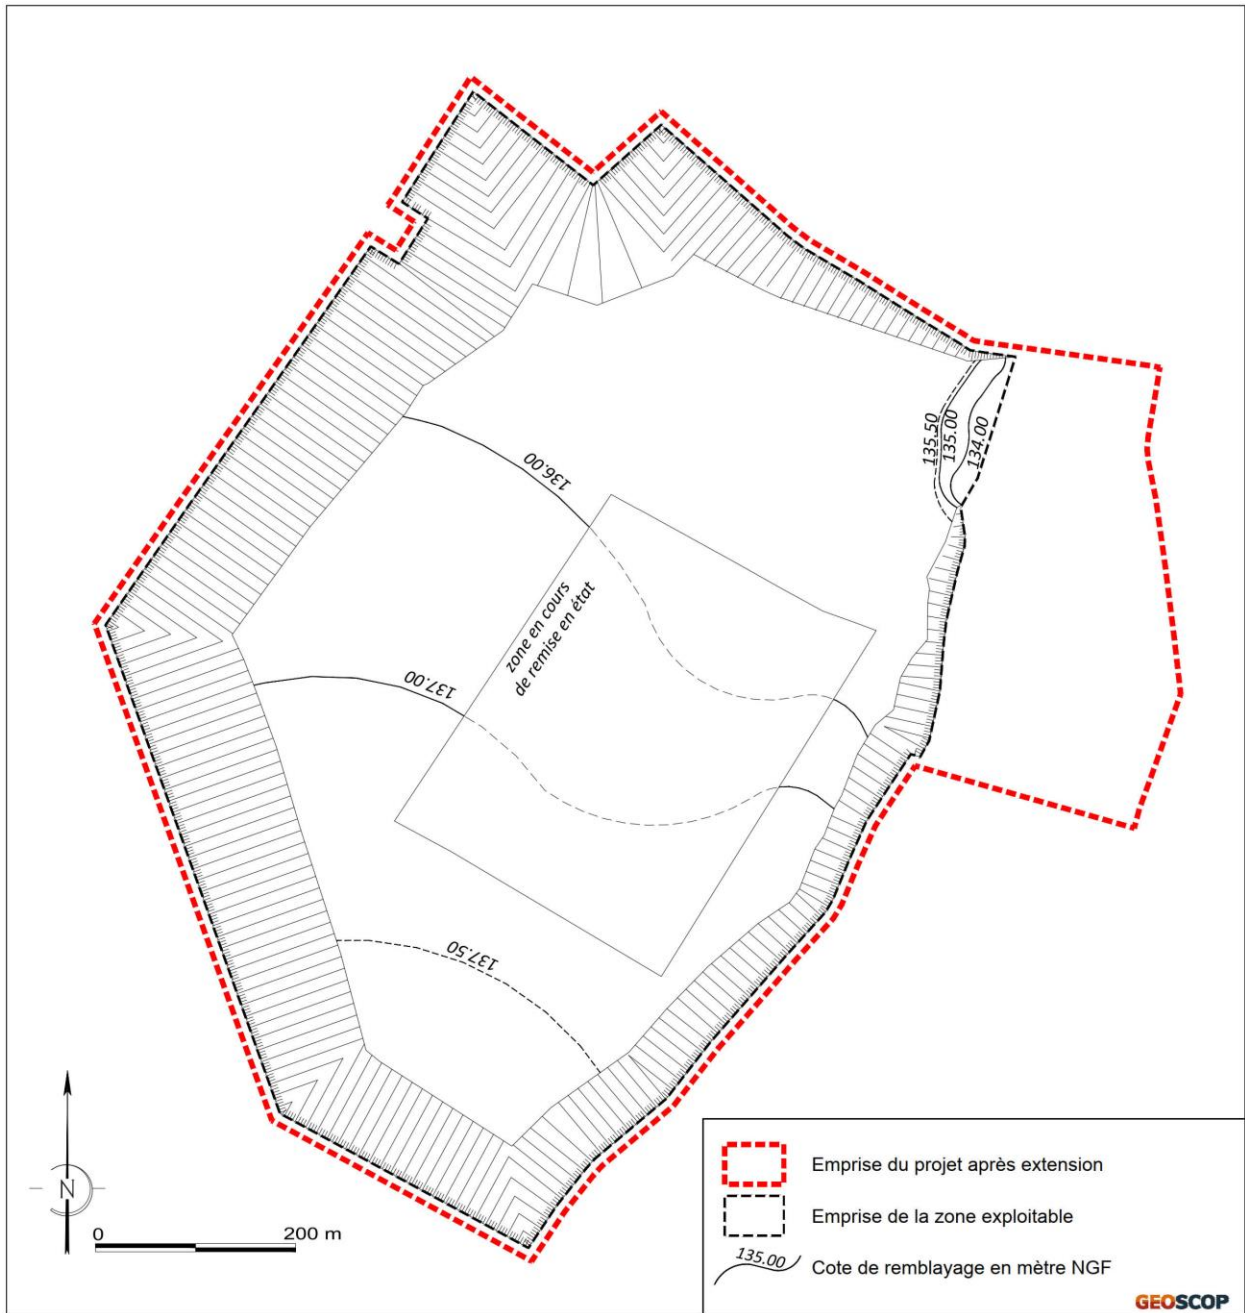 135.50
135.00
134.00
136.00
zone en cours
de remise en état
137.00
137.50
N
0 200 m
Emprise du projet après extension
Emprise de la zone exploitable
135.00 Cote de remblayage en mètre NGF
GEOSCOP